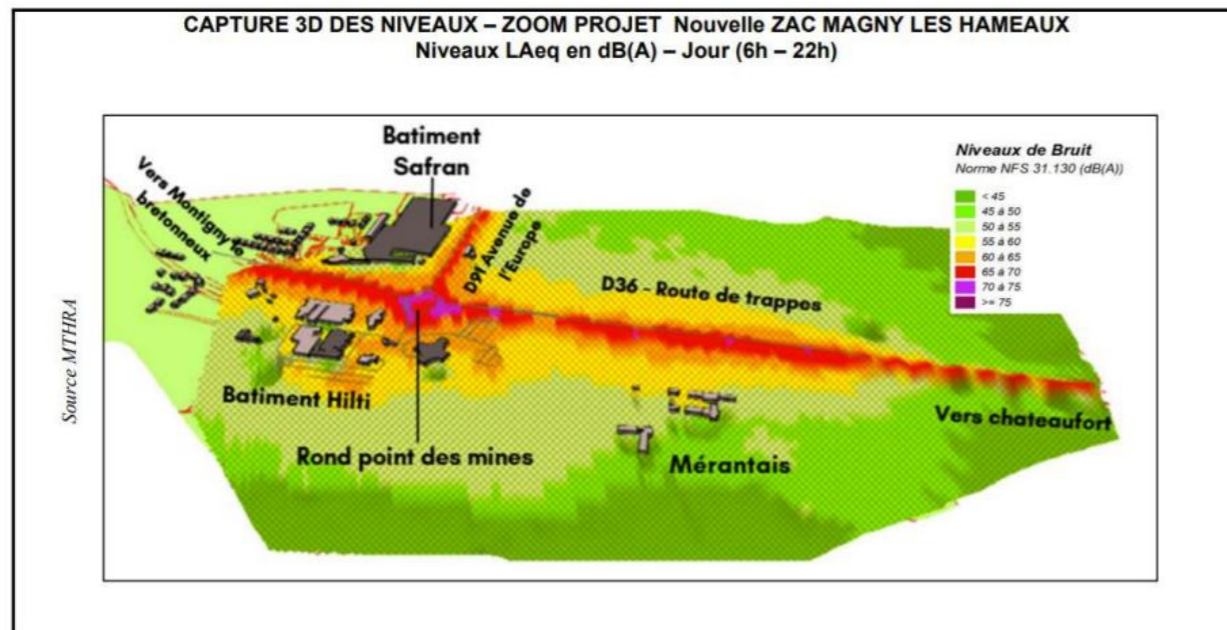 CAPTURE 3D DES NIVEAUX – ZOOM PROJET Nouvelle ZAC MAGNY LES HAMEAUX
Niveaux LAeq en dB(A) – Jour (6h – 22h)
Batiment
Safran
Vers Montigny le
bretonneux
D91 Avenue de
l'Europe
D36 - Route de trappes
Niveaux de Bruit
Norme NFS 31.130 (dB(A))
< 45
45 à 50
50 à 55
55 à 60
60 à 65
65 à 70
70 à 75
>= 75
Source MTHRA
Batiment Hilti
Rond point des mines
Mérantais
Vers chateaufort